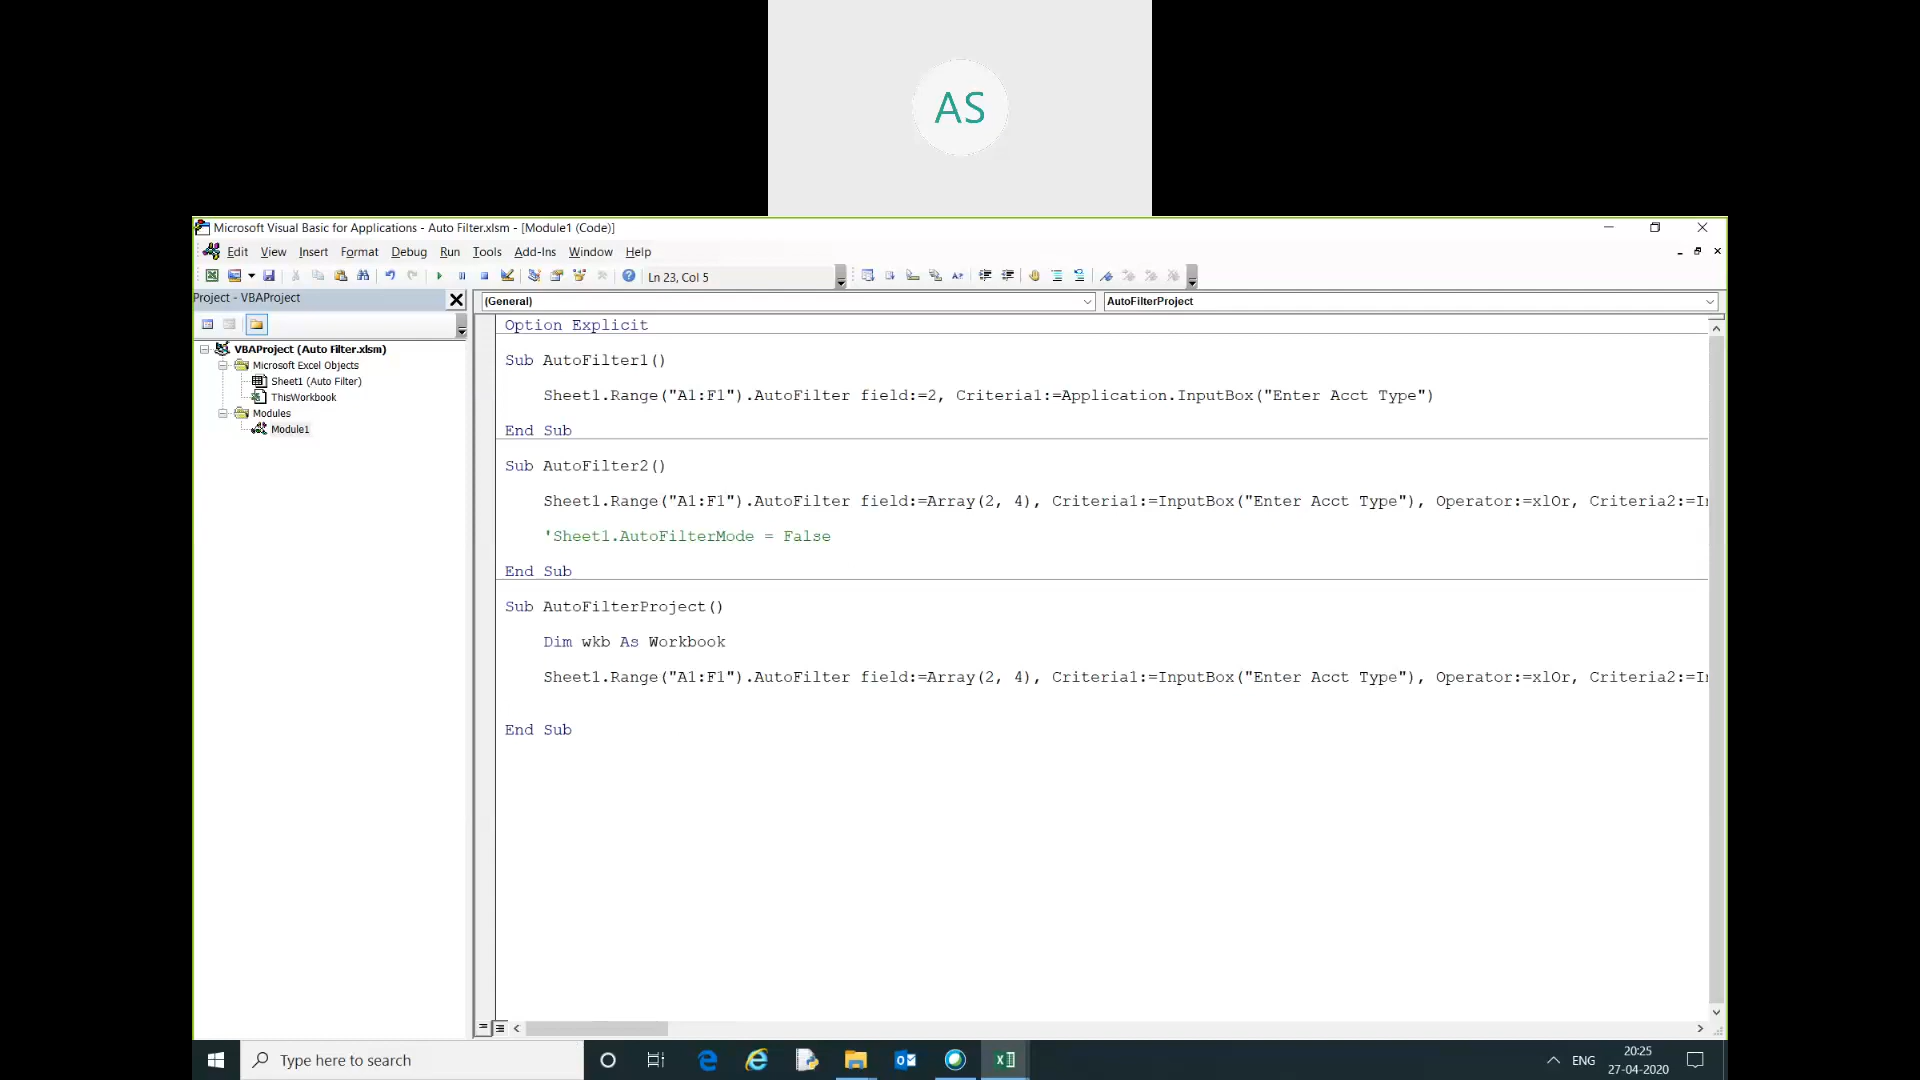 AS
Microsoft Visual Basic for Applications - Auto Filter.xlsm - [Module1 (Code)]
Edit View Insert Format Debug Run Tools Add-Ins Window Help
Ln 23, Col 5
Project - VBAProject
(General)
AutoFilterProject
VBAProject (Auto Filter.xlsm)
Microsoft Excel Objects
Sheet1 (Auto Filter)
ThisWorkbook
Modules
Module1
Option Explicit
Sub AutoFilter1()
Sheet1.Range("A1:F1").AutoFilter field:=2, Criteria1:=Application.InputBox("Enter Acct Type")
End Sub
Sub AutoFilter2()
Sheet1.Range("A1:F1").AutoFilter field:=Array(2, 4), Criteria1:=InputBox("Enter Acct Type"), Operator:=xlOr, Criteria2:=I
'Sheet1.AutoFilterMode = False
End Sub
Sub AutoFilterProject()
Dim wkb As Workbook
Sheet1.Range("A1:F1").AutoFilter field:=Array(2, 4), Criteria1:=InputBox("Enter Acct Type"), Operator:=xlOr, Criteria2:=I
End Sub
Type here to search
ENG
20:25
27-04-2020